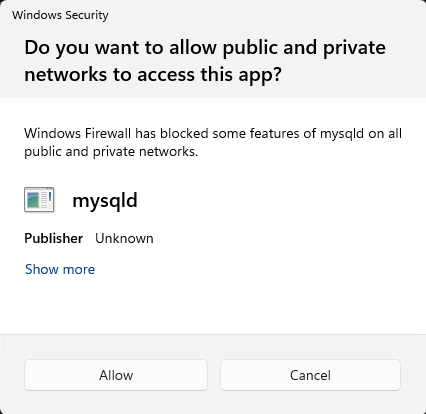 Windows Security
Do you want to allow public and private
networks to access this app?
Windows Firewall has blocked some features of mysqld on all
public and private networks.
mysqld
Publisher Unknown
Show more
Allow Cancel